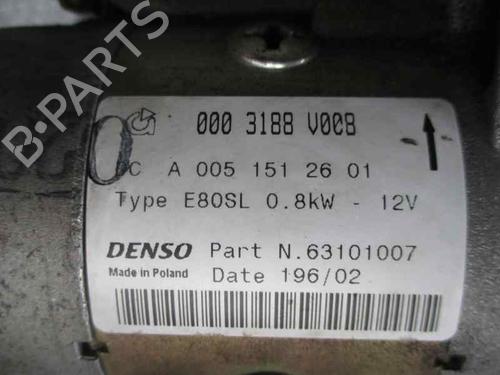 000 3188 V008
C A 005 151 26 01
Type E80SL 0.8kW - 12V
DENSO Part N.63101007
Made in Poland Date 196/02
B-PARTS